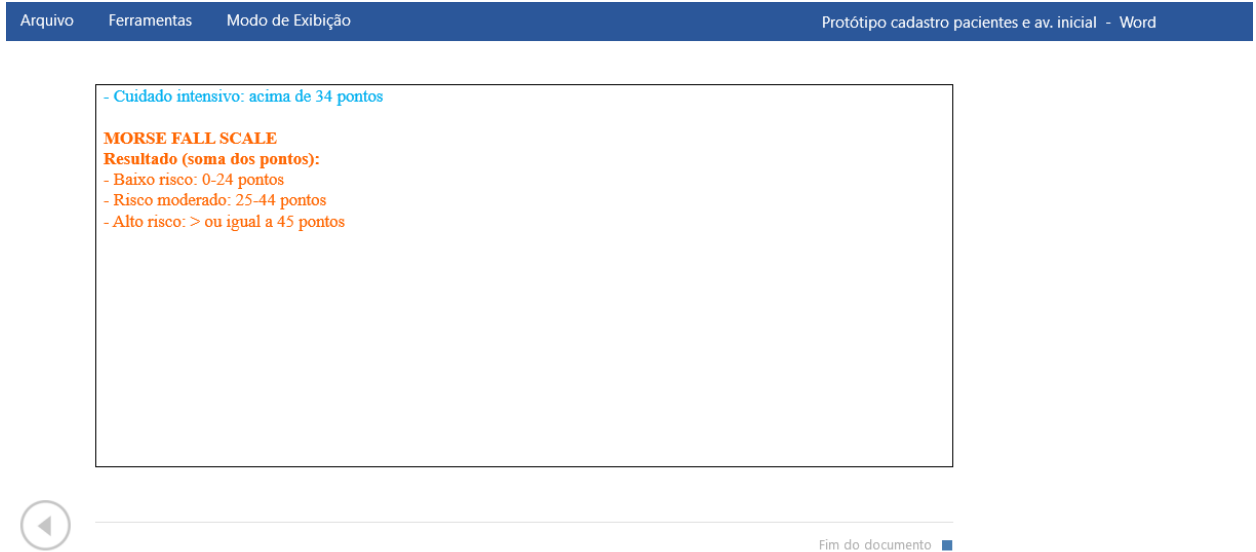 Arquivo Ferramentas Modo de Exibição Protótipo cadastro pacientes e av. inicial - Word
- Cuidado intensivo: acima de 34 pontos
MORSE FALL SCALE
Resultado (soma dos pontos):
- Baixo risco: 0-24 pontos
- Risco moderado: 25-44 pontos
- Alto risco: > ou igual a 45 pontos
Fim do documento